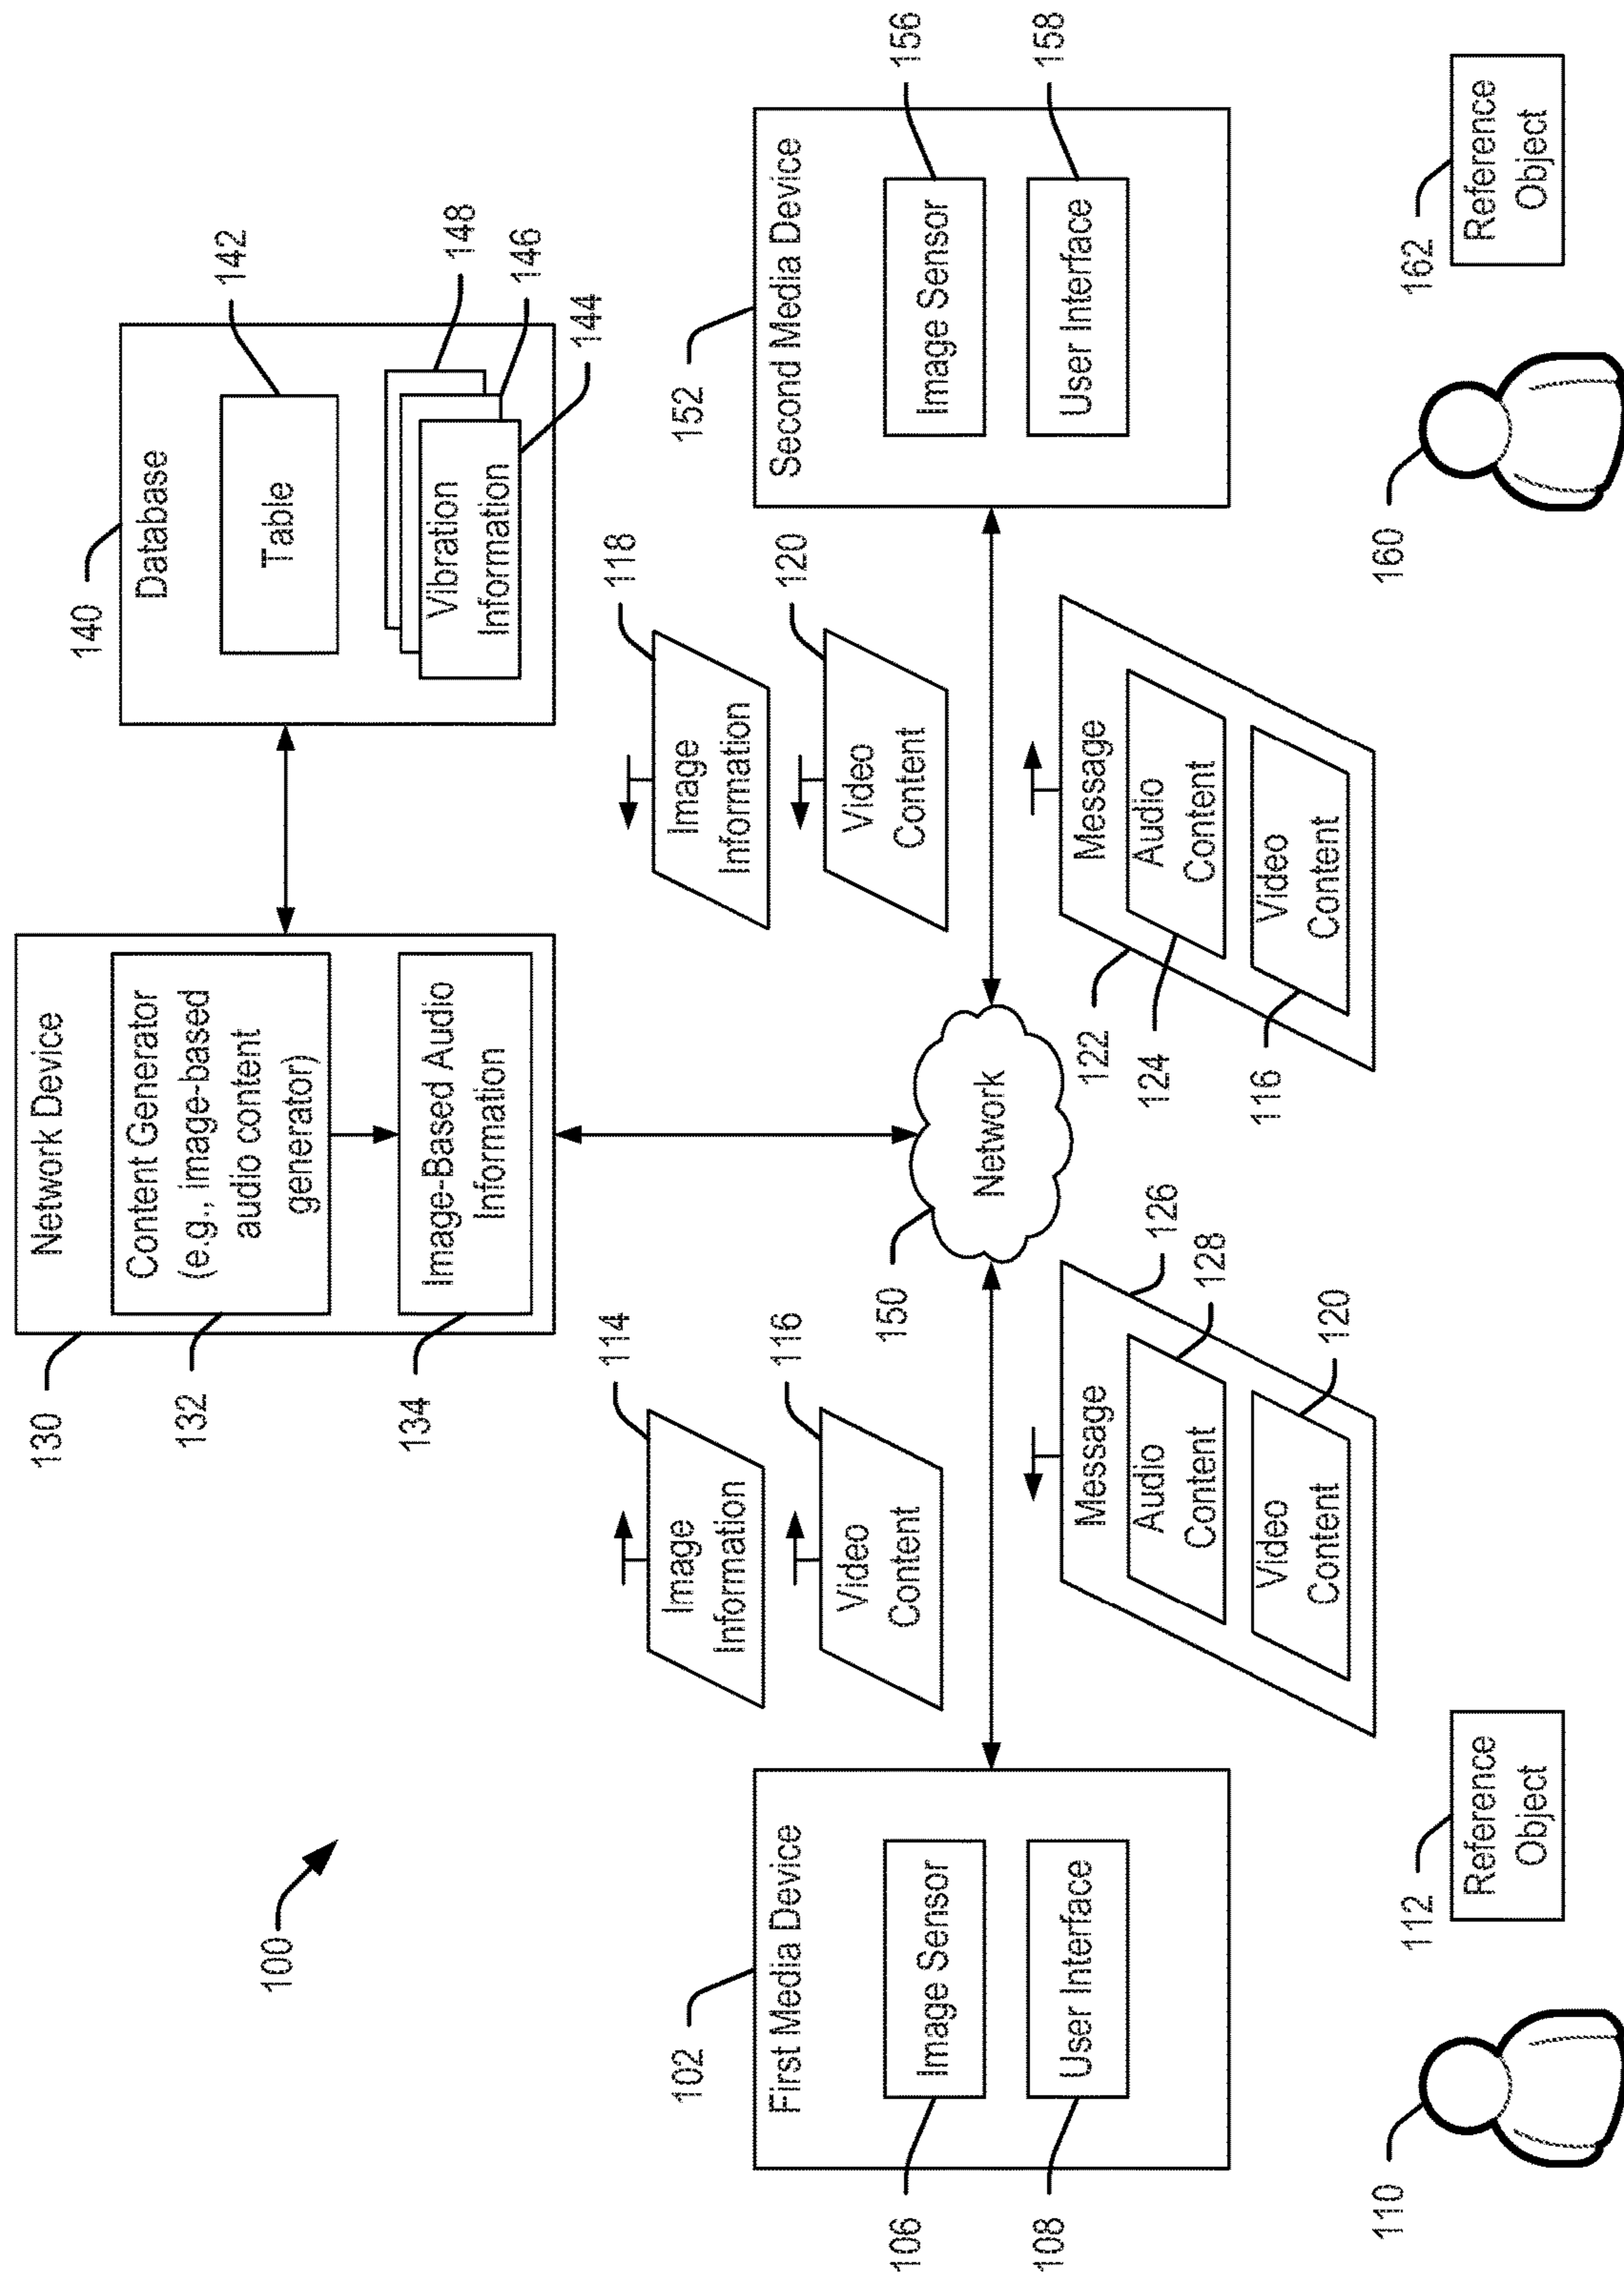 100
130
Network Device
132
Content Generator
(e.g., image-based
audio content
generator)
134
Image-Based Audio
Information
140
Database
142
Table
148
146
144
Vibration
Information
114
Image
Information
116
Video
Content
118
Image
Information
120
Video
Content
102
First Media Device
106
Image Sensor
108
User Interface
150
Network
152
Second Media Device
156
Image Sensor
158
User Interface
126
Message
128
Audio
Content
120
Video
Content
122
Message
124
Audio
Content
116
Video
Content
110
112
Reference
Object
160
162
Reference
Object